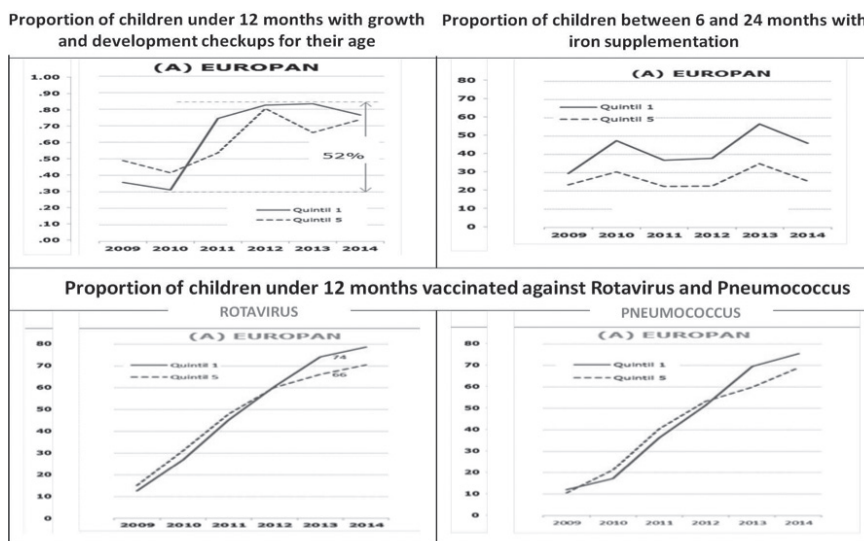 Proportion of children under 12 months with growth
and development checkups for their age
(A) EUROPAN
1.00
.90
.80
.70
.60
.50
.40
.30
.20
.10
.00
52%
Quintil 1
Quintil 5
2009 2010 2011 2012 2013 2014
Proportion of children between 6 and 24 months with
iron supplementation
(A) EUROPAN
80
70
60
50
40
30
20
10
0
Quintil 1
Quintil 5
2009 2010 2011 2012 2013 2014
Proportion of children under 12 months vaccinated against Rotavirus and Pneumococcus
ROTAVIRUS
(A) EUROPAN
80
70
60
50
40
30
20
10
0
Quintil 1
Quintil 5
74
66
2009 2010 2011 2012 2013 2014
PNEUMOCOCCUS
(A) EUROPAN
80
70
60
50
40
30
20
10
0
Quintil 1
Quintil 5
2009 2010 2011 2012 2013 2014